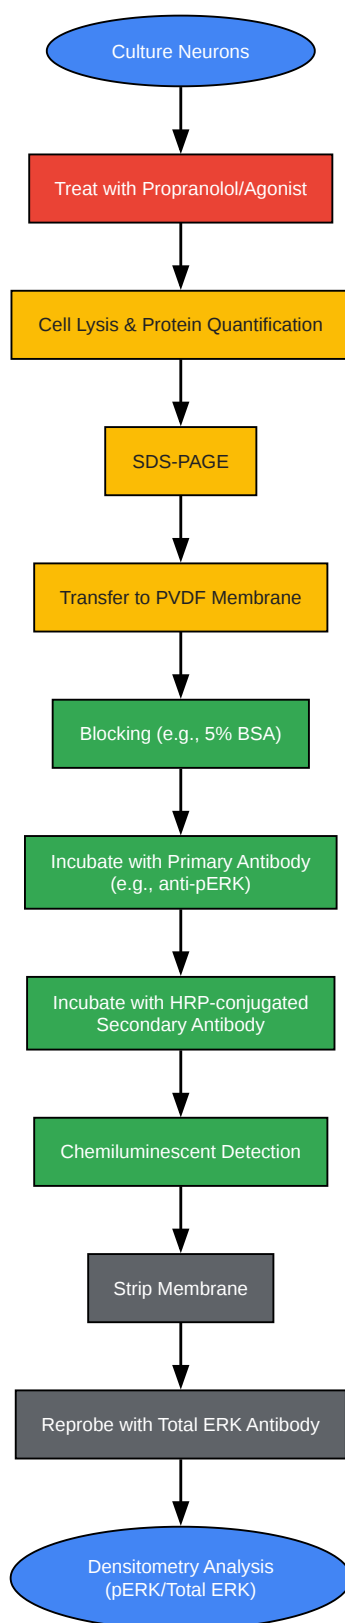 Culture Neurons
Treat with Propranolol/Agonist
Cell Lysis & Protein Quantification
SDS-PAGE
Transfer to PVDF Membrane
Blocking (e.g., 5% BSA)
Incubate with Primary Antibody
(e.g., anti-pERK)
Incubate with HRP-conjugated
Secondary Antibody
Chemiluminescent Detection
Strip Membrane
Reprobe with Total ERK Antibody
Densitometry Analysis
(pERK/Total ERK)